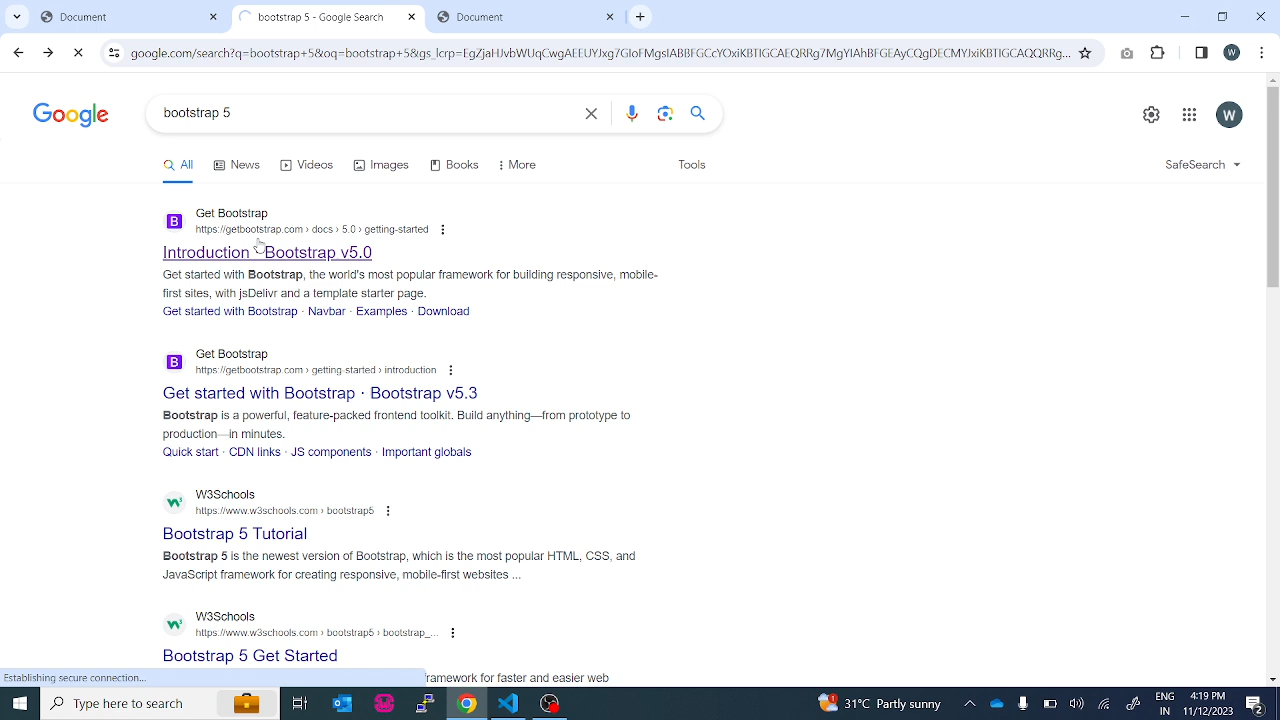 Document
bootstrap 5 - Google Search
Document
google.com/search?q=bootstrap+5&oq=bootstrap+5&gs_lcrp=
W
Google
bootstrap 5
W
All
News
Videos
Images
Books
More
Tools
SafeSearch
B
Get Bootstrap
https://getbootstrap.com › docs › 5.0 › getting-started
Introduction · Bootstrap v5.0
Get started with Bootstrap, the world's most popular framework for building responsive, mobile-
first sites, with jsDelivr and a template starter page.
Get started with Bootstrap · Navbar · Examples · Download
B
Get Bootstrap
https://getbootstrap.com › getting-started › introduction
Get started with Bootstrap · Bootstrap v5.3
Bootstrap is a powerful, feature-packed frontend toolkit. Build anything—from prototype to
production—in minutes.
Quick start · CDN links · JS components · Important globals
W3Schools
https://www.w3schools.com › bootstrap5
Bootstrap 5 Tutorial
Bootstrap 5 is the newest version of Bootstrap, which is the most popular HTML, CSS, and
JavaScript framework for creating responsive, mobile-first websites ...
W3Schools
https://www.w3schools.com › bootstrap5 › bootstrap_...
Bootstrap 5 Get Started
framework for faster and easier web
Establishing secure connection...
Type here to search
1
31°C Partly sunny
ENG
IN
4:19 PM
11/12/2023
2